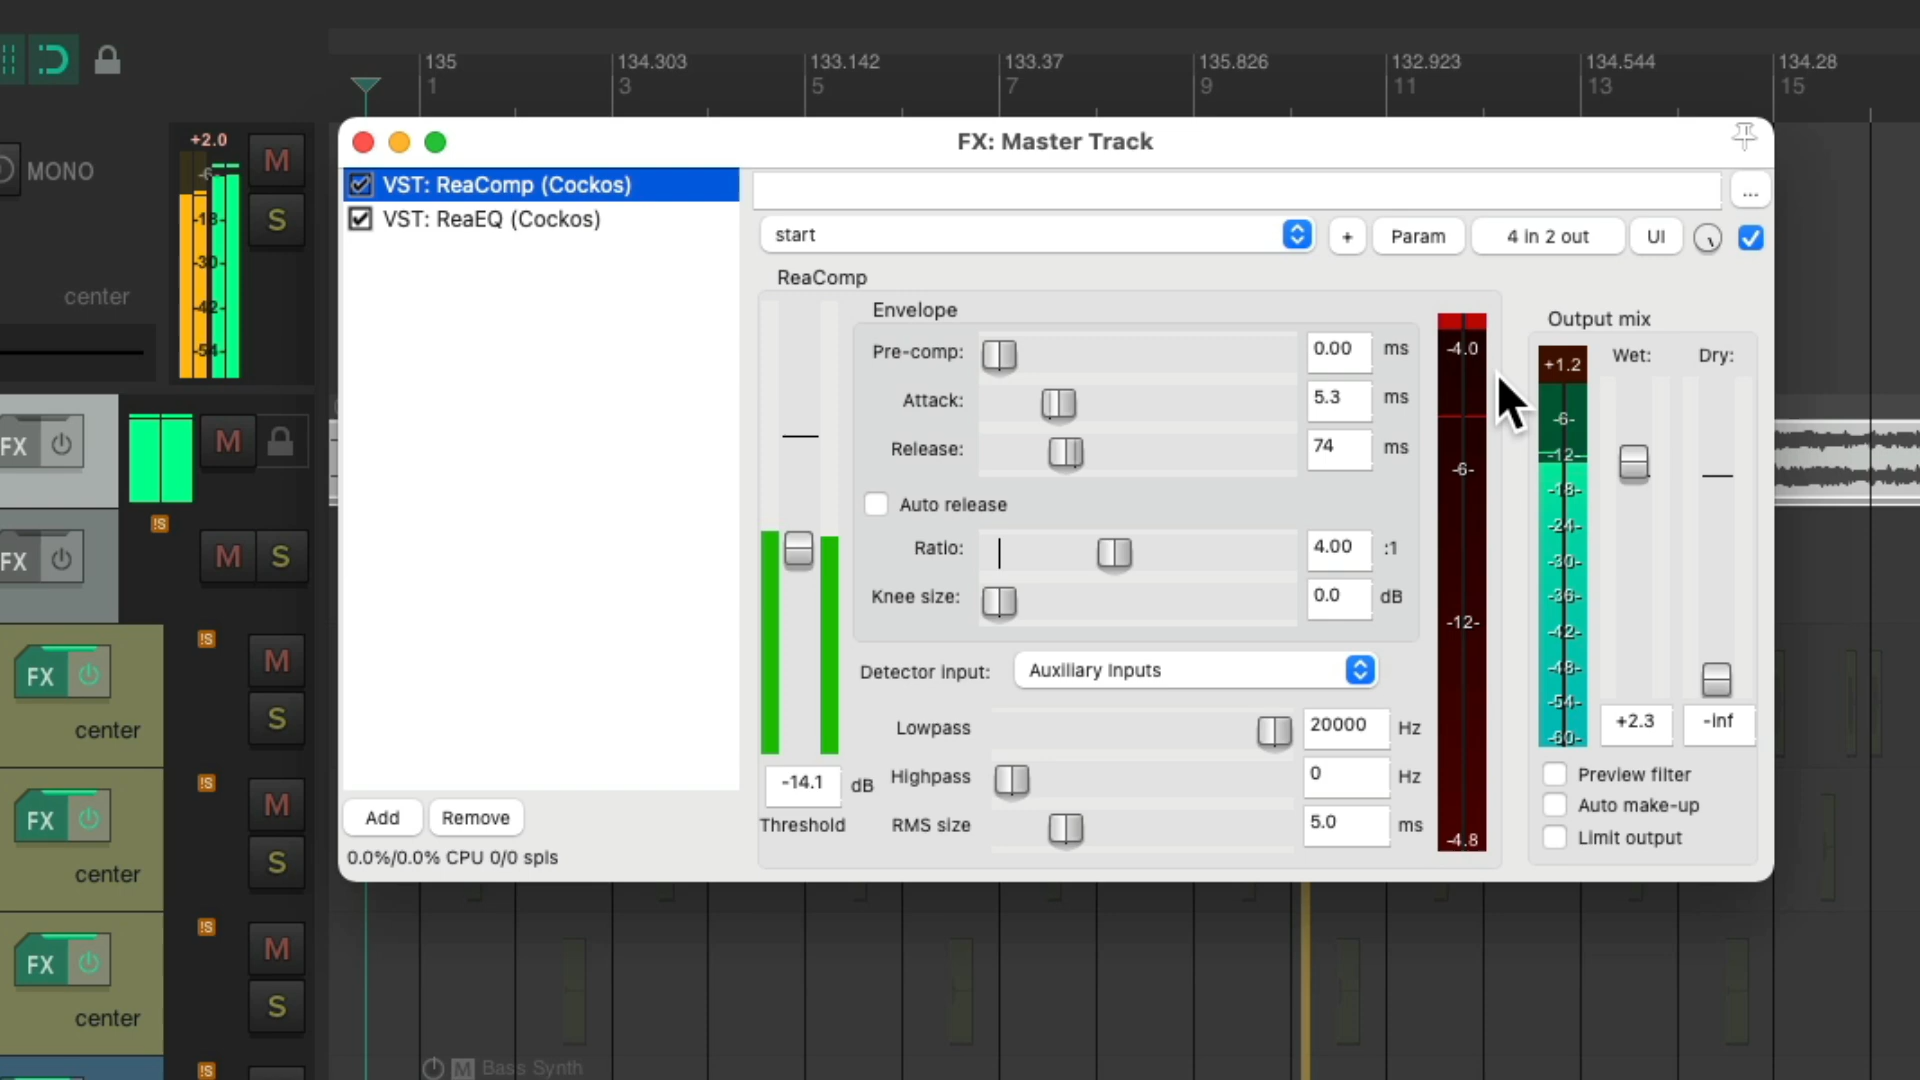 135 134.303 133.142 133.37 135.826 132.923 134.544 134.28
1 3 5 7 9 11 13 15
+2.0
MONO
-6-
-18-
-30-
-42-
-54-
center
M
S
FX: Master Track
VST: ReaComp (Cockos)
VST: ReaEQ (Cockos)
...
start
+
Param
4 in 2 out
UI
ReaComp
Envelope
Pre-comp: 0.00 ms
Attack: 5.3 ms
Release: 74 ms
Auto release
Ratio: 4.00 :1
Knee size: 0.0 dB
Detector input: Auxiliary Inputs
Lowpass 20000 Hz
Highpass 0 Hz
RMS size 5.0 ms
-14.1 dB
Threshold
-4.0
-6-
-12-
-4.8
Output mix
+1.2
-6-
-12-
-18-
-24-
-30-
-36-
-42-
-48-
-54-
-60-
Wet: Dry:
+2.3 -inf
Preview filter
Auto make-up
Limit output
Add
Remove
0.0%/0.0% CPU 0/0 spls
FX M
!S
FX M S
!S
FX M
center S
!S
FX M
center S
!S
FX M
center S
!S
M Bass Synth